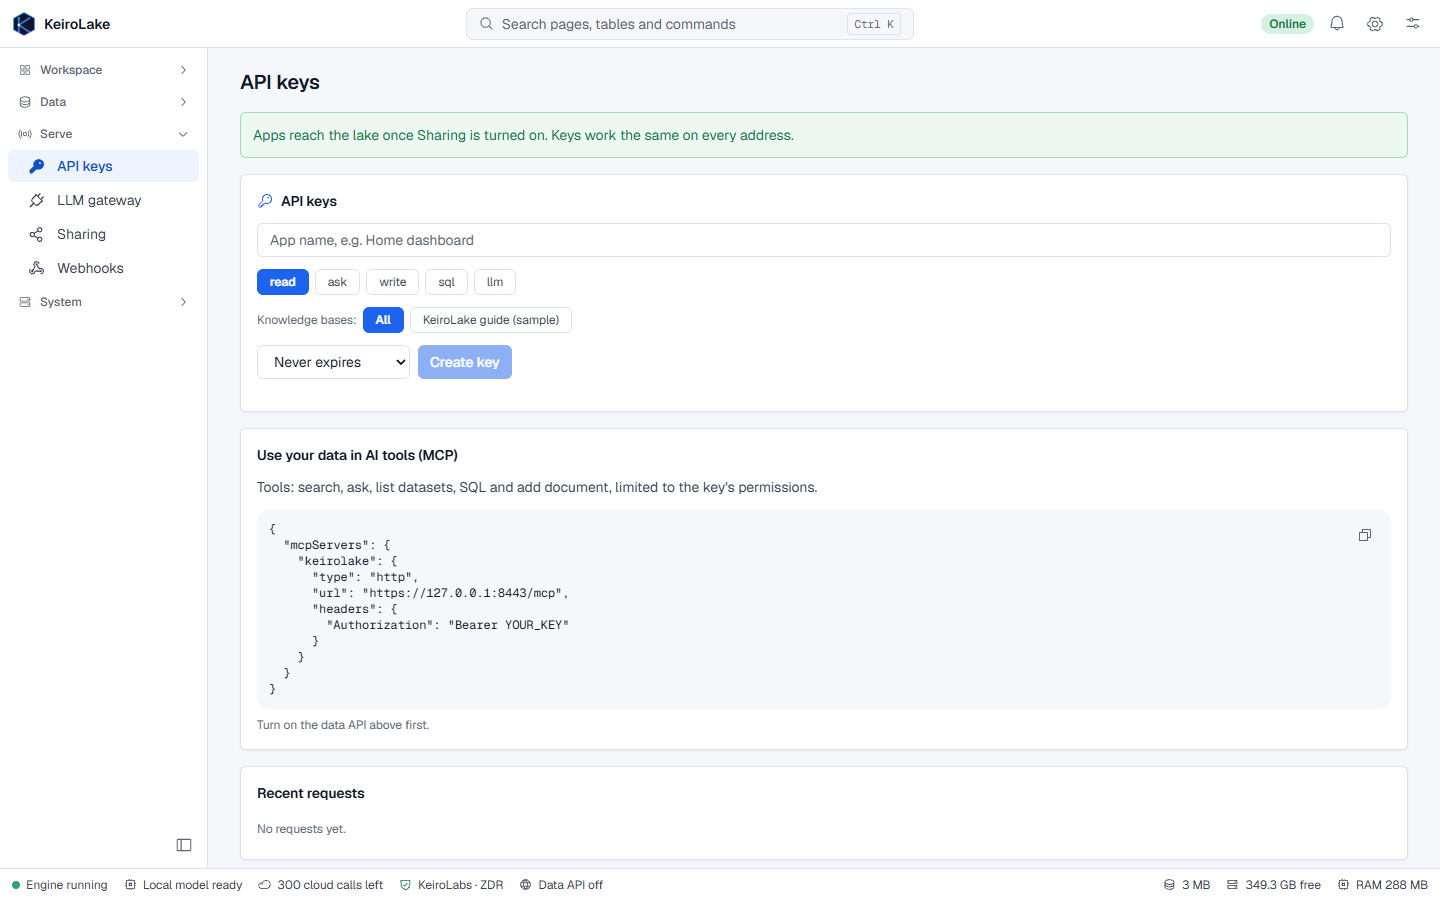 KeiroLake
Search pages, tables and commands
Ctrl K
Online
Workspace
Data
Serve
API keys
LLM gateway
Sharing
Webhooks
System
API keys
Apps reach the lake once Sharing is turned on. Keys work the same on every address.
API keys
App name, e.g. Home dashboard
read ask write sql llm
Knowledge bases: All KeiroLake guide (sample)
Never expires Create key
Use your data in AI tools (MCP)
Tools: search, ask, list datasets, SQL and add document, limited to the key's permissions.
{
  "mcpServers": {
    "keirolake": {
      "type": "http",
      "url": "https://127.0.0.1:8443/mcp",
      "headers": {
        "Authorization": "Bearer YOUR_KEY"
      }
    }
  }
}
Turn on the data API above first.
Recent requests
No requests yet.
Engine running Local model ready 300 cloud calls left KeiroLabs · ZDR Data API off 3 MB 349.3 GB free RAM 288 MB